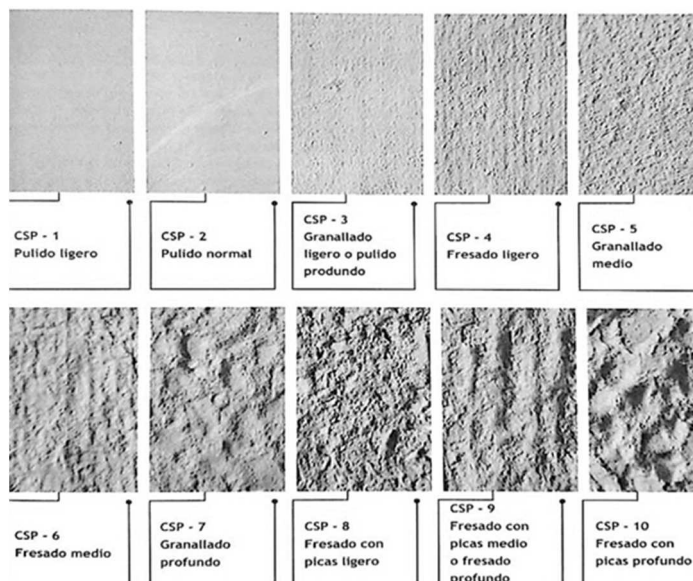 CSP - 1
Pulido ligero
CSP - 2
Pulido normal
CSP - 3
Granallado
ligero o pulido
produndo
CSP - 4
Fresado ligero
CSP - 5
Granallado
medio
CSP - 6
Fresado medio
CSP - 7
Granallado
profundo
CSP - 8
Fresado con
picas ligero
CSP - 9
Fresado con
picas medio
o fresado
profundo
CSP - 10
Fresado con
picas profundo